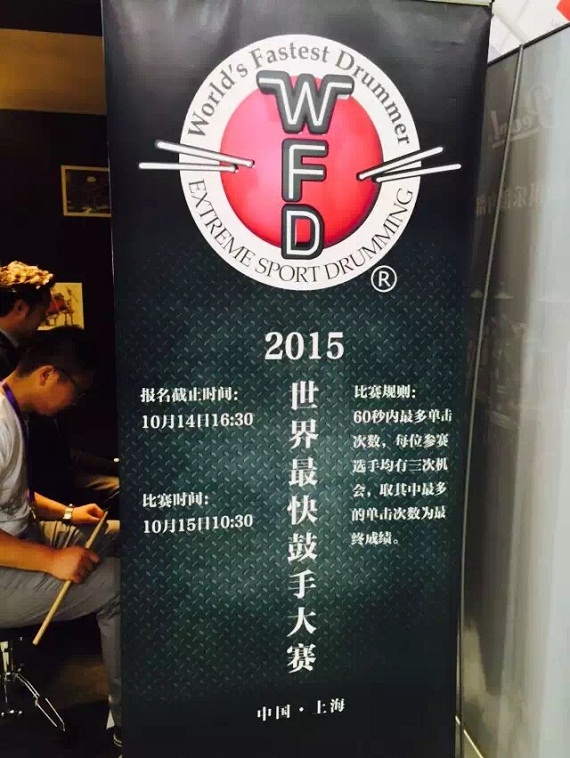 World's Fastest Drummer
WFD
EXTREME SPORT DRUMMING
®
2015
报名截止时间：
10月14日16:30
比赛时间：
10月15日10:30
世界最快鼓手大赛
比赛规则：
60秒内最多单击
次数，每位参赛
选手均有三次机
会，取其中最多
的单击次数为最
终成绩。
中国·上海